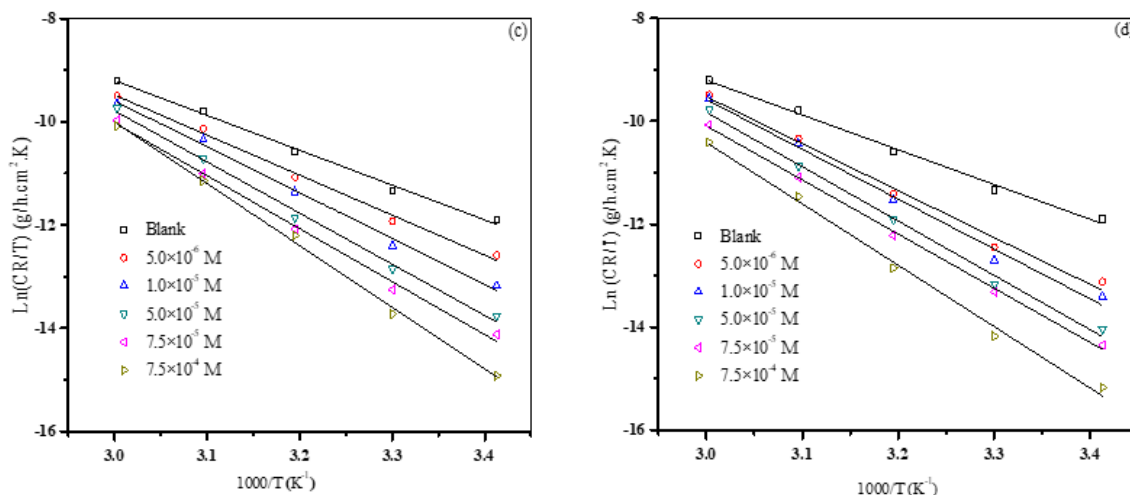 (c)
Ln(CR/T) (g/h.cm².K)
-8
-10
-12
-14
-16
Blank
5.0×10⁻⁶ M
1.0×10⁻⁵ M
5.0×10⁻⁵ M
7.5×10⁻⁵ M
7.5×10⁻⁴ M
3.0 3.1 3.2 3.3 3.4
1000/T (K⁻¹)
(d)
Ln (CR/T) (g/h.cm².K)
-8
-10
-12
-14
-16
Blank
5.0×10⁻⁶ M
1.0×10⁻⁵ M
5.0×10⁻⁵ M
7.5×10⁻⁵ M
7.5×10⁻⁴ M
3.0 3.1 3.2 3.3 3.4
1000/T (K⁻¹)